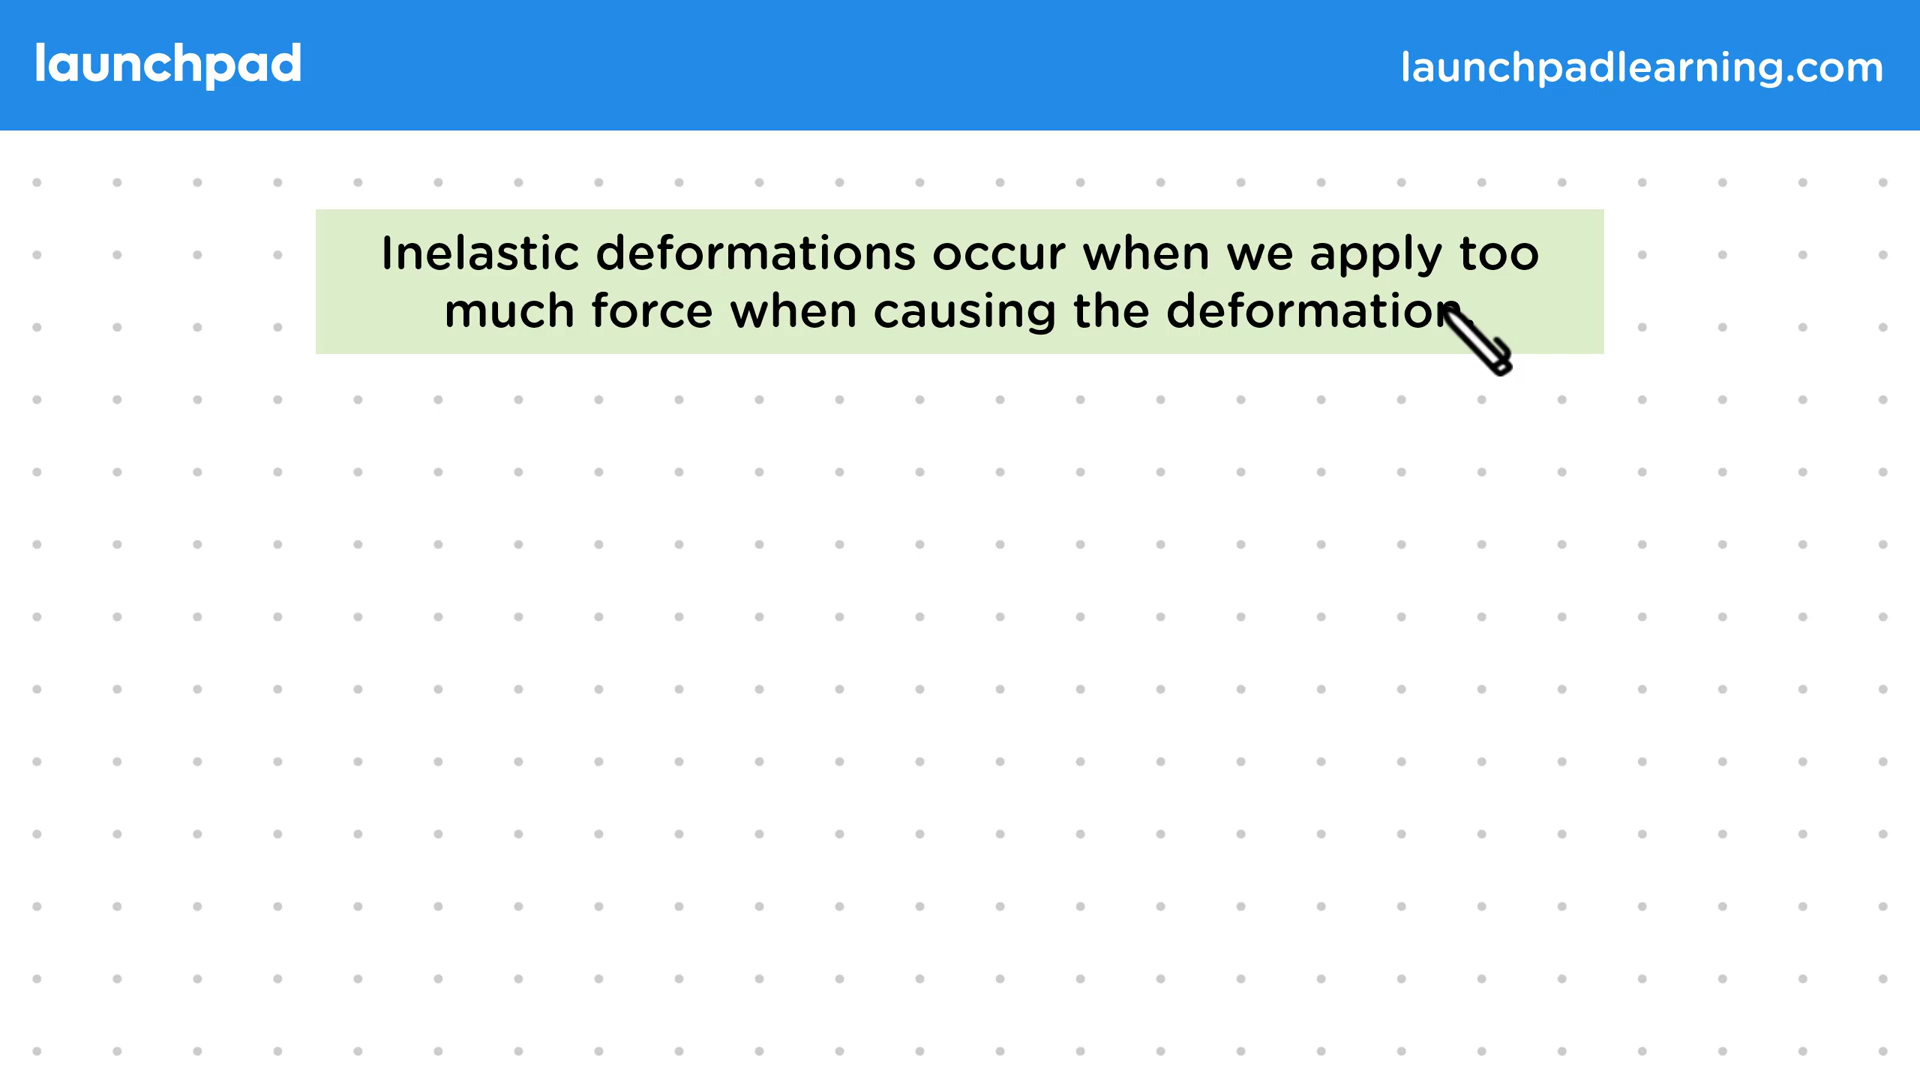 launchpad
launchpadlearning.com
Inelastic deformations occur when we apply too
much force when causing the deformation.